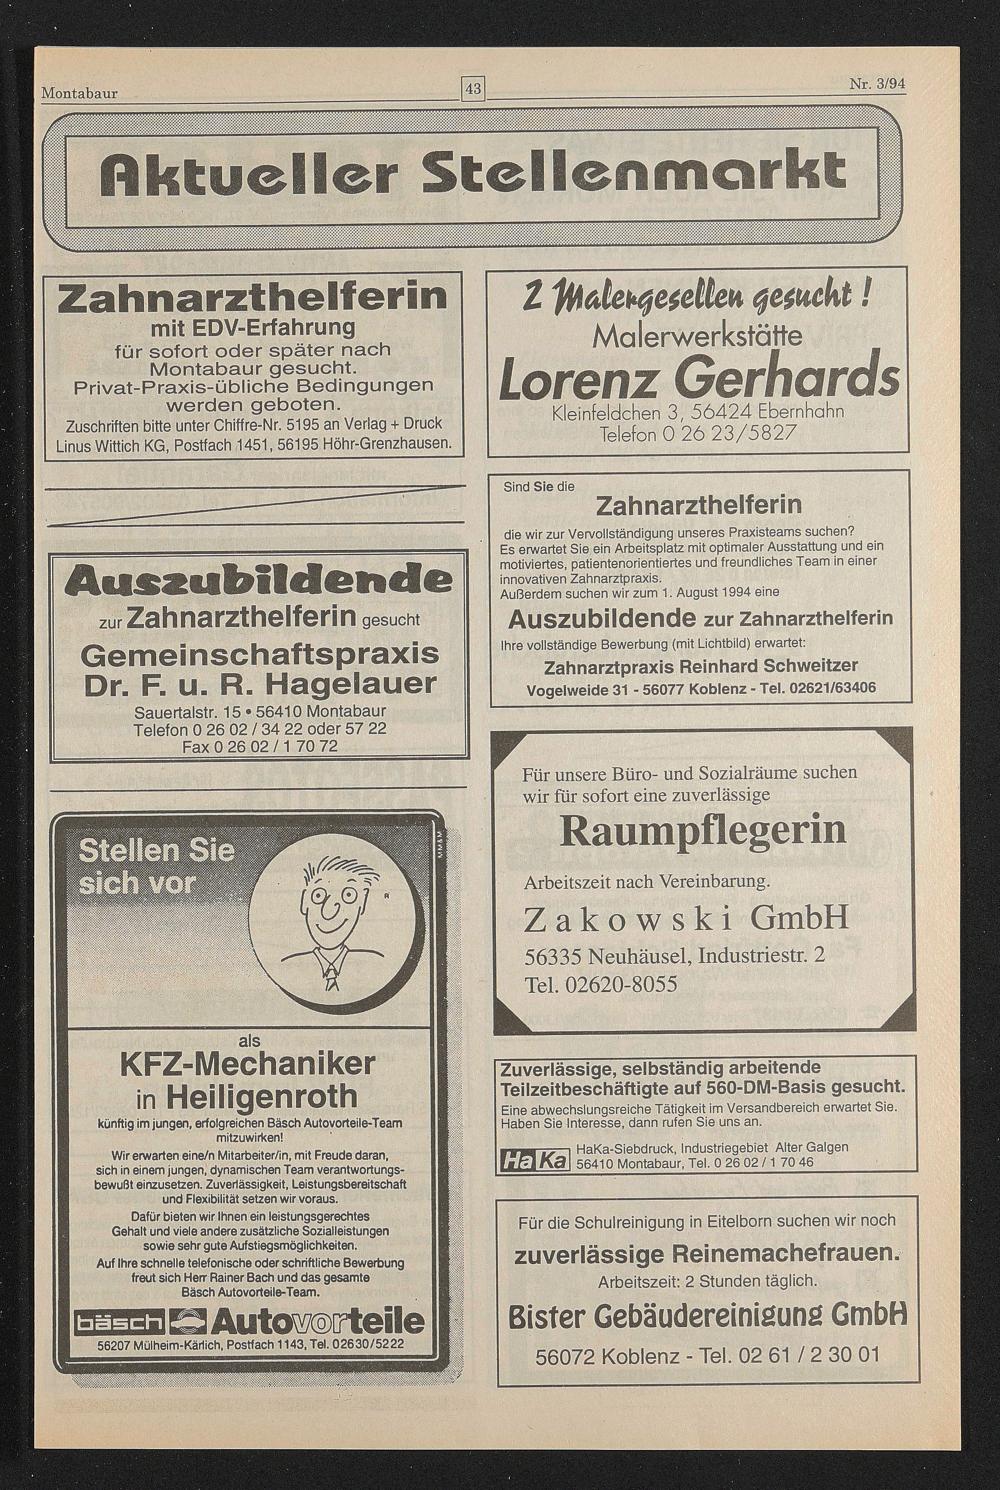 Montabaur
43
Nr. 3/94
Aktueller Stellenmarkt
Zahnarzthelferin
mit EDV-Erfahrung
für sofort oder später nach
Montabaur gesucht.
Privat-Praxis-übliche Bedingungen
werden geboten.
Zuschriften bitte unter Chiffre-Nr. 5195 an Verlag + Druck
Linus Wittich KG, Postfach 1451, 56195 Höhr-Grenzhausen.
Auszubildende
zur Zahnarzthelferin gesucht
Gemeinschaftspraxis
Dr. F. u. R. Hagelauer
Sauertalstr. 15 • 56410 Montabaur
Telefon 0 26 02 / 34 22 oder 57 22
Fax 0 26 02 / 1 70 72
Stellen Sie
sich vor
als
KFZ-Mechaniker
in Heiligenroth
künftig im jungen, erfolgreichen Bäsch Autovorteile-Team
mitzuwirken!
Wir erwarten eine/n Mitarbeiter/in, mit Freude daran,
sich in einem jungen, dynamischen Team verantwortungs-
bewußt einzusetzen. Zuverlässigkeit, Leistungsbereitschaft
und Flexibilität setzen wir voraus.
Dafür bieten wir Ihnen ein leistungsgerechtes
Gehalt und viele andere zusätzliche Sozialleistungen
sowie sehr gute Aufstiegsmöglichkeiten.
Auf Ihre schnelle telefonische oder schriftliche Bewerbung
freut sich Herr Rainer Bach und das gesamte
Bäsch Autovorteile-Team.
bäsch Autovorteile
56207 Mülheim-Kärlich, Postfach 1143, Tel. 02630/5222
2 Malergesellen gesucht !
Malerwerkstätte
Lorenz Gerhards
Kleinfeldchen 3, 56424 Ebernhahn
Telefon 0 26 23/5827
Sind Sie die
Zahnarzthelferin
die wir zur Vervollständigung unseres Praxisteams suchen?
Es erwartet Sie ein Arbeitsplatz mit optimaler Ausstattung und ein
motiviertes, patientenorientiertes und freundliches Team in einer
innovativen Zahnarztpraxis.
Außerdem suchen wir zum 1. August 1994 eine
Auszubildende zur Zahnarzthelferin
Ihre vollständige Bewerbung (mit Lichtbild) erwartet:
Zahnarztpraxis Reinhard Schweitzer
Vogelweide 31 - 56077 Koblenz - Tel. 02621/63406
Für unsere Büro- und Sozialräume suchen
wir für sofort eine zuverlässige
Raumpflegerin
Arbeitszeit nach Vereinbarung.
Zakowski GmbH
56335 Neuhäusel, Industriestr. 2
Tel. 02620-8055
Zuverlässige, selbständig arbeitende
Teilzeitbeschäftigte auf 560-DM-Basis gesucht.
Eine abwechslungsreiche Tätigkeit im Versandbereich erwartet Sie.
Haben Sie Interesse, dann rufen Sie uns an.
HaKa
HaKa-Siebdruck, Industriegebiet Alter Galgen
56410 Montabaur, Tel. 0 26 02 / 1 70 46
Für die Schulreinigung in Eitelborn suchen wir noch
zuverlässige Reinemachefrauen.
Arbeitszeit: 2 Stunden täglich.
Bister Gebäudereinigung GmbH
56072 Koblenz - Tel. 02 61 / 2 30 01